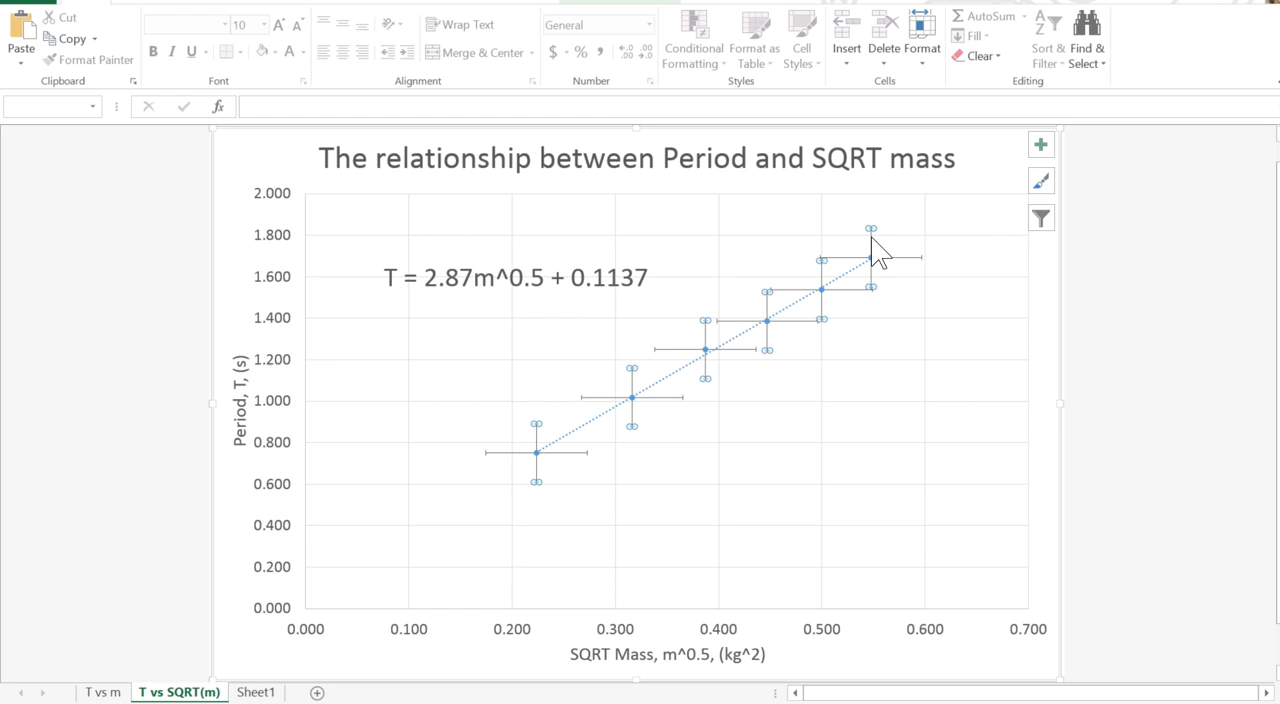 Cut
Copy
Format Painter
Paste
Clipboard
10
A A
B I U
A
Font
Wrap Text
Merge & Center
Alignment
General
$ % ,
Number
Conditional Formatting
Format as Table
Cell Styles
Styles
Insert
Delete
Format
Cells
AutoSum
Fill
Clear
Sort & Filter
Find & Select
Editing
fx
The relationship between Period and SQRT mass
T = 2.87m^0.5 + 0.1137
Period, T, (s)
2.000
1.800
1.600
1.400
1.200
1.000
0.800
0.600
0.400
0.200
0.000
0.000 0.100 0.200 0.300 0.400 0.500 0.600 0.700
SQRT Mass, m^0.5, (kg^2)
T vs m
T vs SQRT(m)
Sheet1